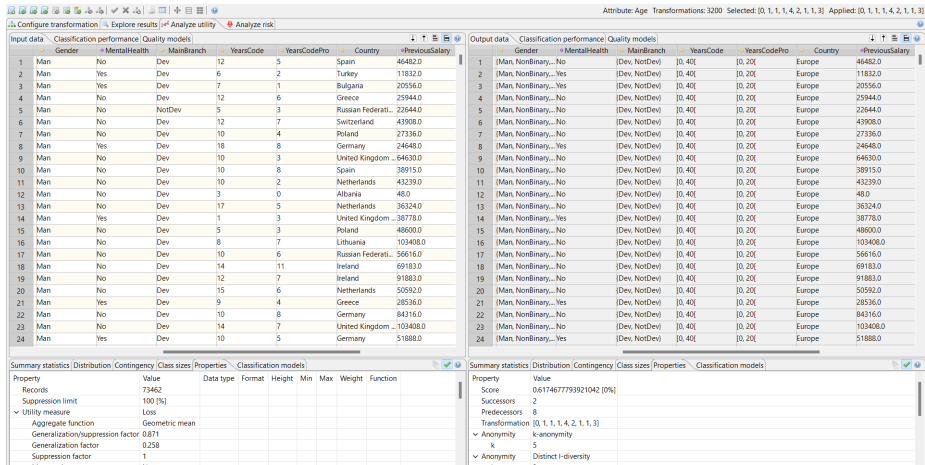 Attribute: Age Transformations: 3200 Selected: [0, 1, 1, 1, 4, 2, 1, 1, 3] Applied: [0, 1, 1, 1, 4, 2, 1, 1, 3]
Configure transformation Explore results Analyze utility Analyze risk
Input data Classification performance Quality models
Gender MentalHealth MainBranch YearsCode YearsCodePro Country PreviousSalary
1 Man No Dev 12 5 Spain 46482.0
2 Man Yes Dev 6 2 Turkey 11832.0
3 Man Yes Dev 7 1 Bulgaria 20556.0
4 Man No Dev 12 6 Greece 25944.0
5 Man No NotDev 5 3 Russian Federati... 22644.0
6 Man No Dev 12 7 Switzerland 43908.0
7 Man No Dev 10 4 Poland 27336.0
8 Man Yes Dev 18 8 Germany 24648.0
9 Man No Dev 10 3 United Kingdom ... 64630.0
10 Man No Dev 10 8 Spain 38915.0
11 Man No Dev 10 2 Netherlands 43239.0
12 Man No Dev 3 0 Albania 48.0
13 Man No Dev 17 5 Netherlands 36324.0
14 Man Yes Dev 1 3 United Kingdom ... 38778.0
15 Man No Dev 5 3 Poland 48600.0
16 Man No Dev 8 7 Lithuania 103408.0
17 Man No Dev 10 6 Russian Federati... 56616.0
18 Man No Dev 14 11 Ireland 69183.0
19 Man No Dev 12 7 Ireland 91883.0
20 Man No Dev 15 6 Netherlands 50592.0
21 Man Yes Dev 9 4 Greece 28536.0
22 Man No Dev 10 8 Germany 84316.0
23 Man No Dev 14 7 United Kingdom ... 103408.0
24 Man Yes Dev 10 5 Germany 51888.0
Output data Classification performance Quality models
Gender MentalHealth MainBranch YearsCode YearsCodePro Country PreviousSalary
1 {Man, NonBinary,... No {Dev, NotDev} [0, 40[ [0, 20[ Europe 46482.0
2 {Man, NonBinary,... Yes {Dev, NotDev} [0, 40[ [0, 20[ Europe 11832.0
3 {Man, NonBinary,... Yes {Dev, NotDev} [0, 40[ [0, 20[ Europe 20556.0
4 {Man, NonBinary,... No {Dev, NotDev} [0, 40[ [0, 20[ Europe 25944.0
5 {Man, NonBinary,... No {Dev, NotDev} [0, 40[ [0, 20[ Europe 22644.0
6 {Man, NonBinary,... No {Dev, NotDev} [0, 40[ [0, 20[ Europe 43908.0
7 {Man, NonBinary,... No {Dev, NotDev} [0, 40[ [0, 20[ Europe 27336.0
8 {Man, NonBinary,... Yes {Dev, NotDev} [0, 40[ [0, 20[ Europe 24648.0
9 {Man, NonBinary,... No {Dev, NotDev} [0, 40[ [0, 20[ Europe 64630.0
10 {Man, NonBinary,... No {Dev, NotDev} [0, 40[ [0, 20[ Europe 38915.0
11 {Man, NonBinary,... No {Dev, NotDev} [0, 40[ [0, 20[ Europe 43239.0
12 {Man, NonBinary,... No {Dev, NotDev} [0, 40[ [0, 20[ Europe 48.0
13 {Man, NonBinary,... No {Dev, NotDev} [0, 40[ [0, 20[ Europe 36324.0
14 {Man, NonBinary,... Yes {Dev, NotDev} [0, 40[ [0, 20[ Europe 38778.0
15 {Man, NonBinary,... No {Dev, NotDev} [0, 40[ [0, 20[ Europe 48600.0
16 {Man, NonBinary,... No {Dev, NotDev} [0, 40[ [0, 20[ Europe 103408.0
17 {Man, NonBinary,... No {Dev, NotDev} [0, 40[ [0, 20[ Europe 56616.0
18 {Man, NonBinary,... No {Dev, NotDev} [0, 40[ [0, 20[ Europe 69183.0
19 {Man, NonBinary,... No {Dev, NotDev} [0, 40[ [0, 20[ Europe 91883.0
20 {Man, NonBinary,... No {Dev, NotDev} [0, 40[ [0, 20[ Europe 50592.0
21 {Man, NonBinary,... Yes {Dev, NotDev} [0, 40[ [0, 20[ Europe 28536.0
22 {Man, NonBinary,... No {Dev, NotDev} [0, 40[ [0, 20[ Europe 84316.0
23 {Man, NonBinary,... No {Dev, NotDev} [0, 40[ [0, 20[ Europe 103408.0
24 {Man, NonBinary,... Yes {Dev, NotDev} [0, 40[ [0, 20[ Europe 51888.0
Summary statistics Distribution Contingency Class sizes Properties Classification models
Property Value Data type Format Height Min Max Weight Function
Records 73462
Suppression limit 100 [%]
Utility measure Loss
Aggregate function Geometric mean
Generalization/suppression factor 0.871
Generalization factor 0.258
Suppression factor 1
Summary statistics Distribution Contingency Class sizes Properties Classification models
Property Value
Score 0.6174677793921042 [0%]
Successors 2
Predecessors 8
Transformation [0, 1, 1, 1, 4, 2, 1, 1, 3]
Anonymity k-anonymity
k 5
Anonymity Distinct l-diversity